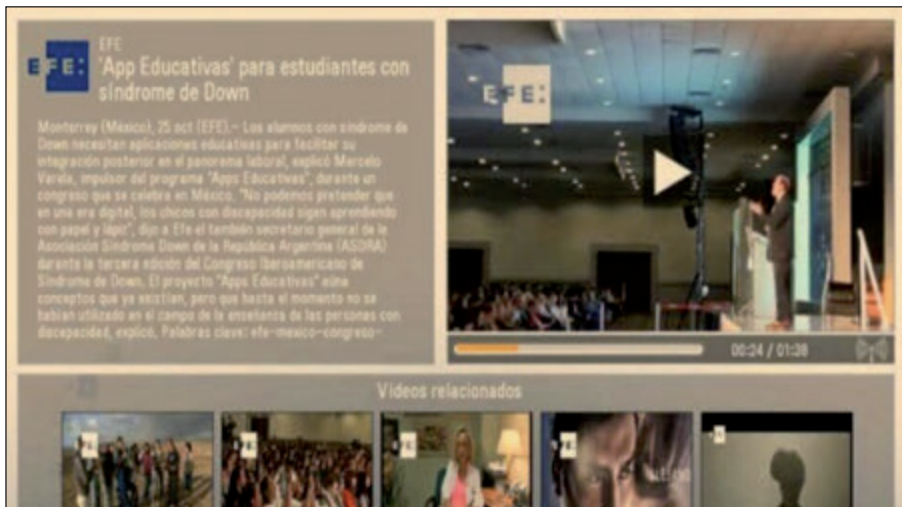 EFE
EFE:
'App Educativas' para estudiantes con
síndrome de Down
Monterrey (México), 25 oct (EFE).- Los alumnos con síndrome de
Down necesitan aplicaciones educativas para facilitar su
integración posterior en el panorama laboral, explicó Marcelo
Varela, impulsor del programa "Apps Educativas", durante un
congreso que se celebra en México. "No podemos pretender que
en una era digital, los chicos con discapacidad sigan aprendiendo
con papel y lápiz", dijo a Efe el también secretario general de la
Asociación Síndrome Down de la República Argentina (ASDRA)
durante la tercera edición del Congreso Iberoamericano de
Síndrome de Down. El proyecto "Apps Educativas" aúna
conceptos que ya existían, pero que hasta el momento no se
habían utilizado en el campo de la enseñanza de las personas con
discapacidad, explicó. Palabras clave: efe-mexico-congreso-
EFE:
00:24 / 01:38
Vídeos relacionados
EFE: